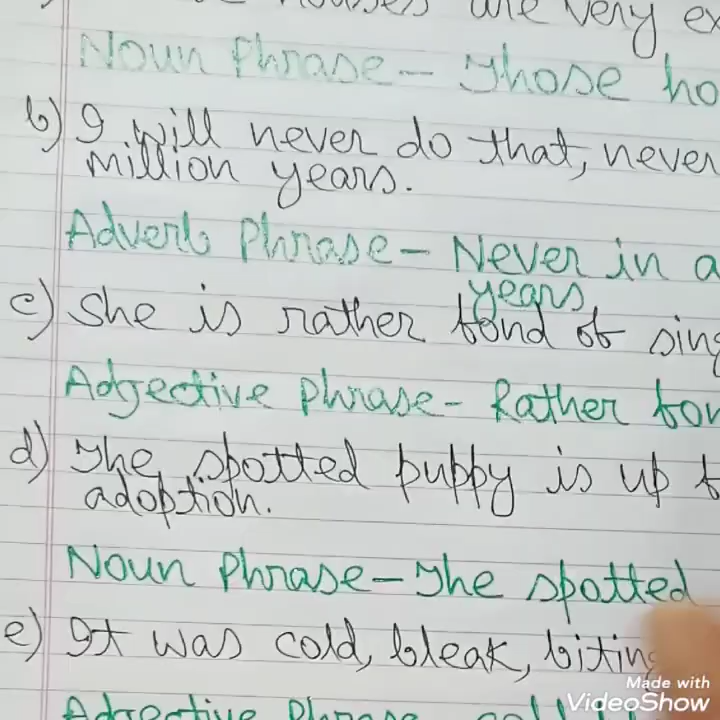 are very ex
Noun Phrase – Those ho
b) I will never do that, never
million years.
Adverb Phrase – Never in a
years
c) She is rather fond of sing
Adjective Phrase – Rather fon
d) The spotted puppy is up f
adoption.
Noun Phrase – The spotted
e) It was cold, bleak, biting
Adjective Phrase
Made with
VideoShow